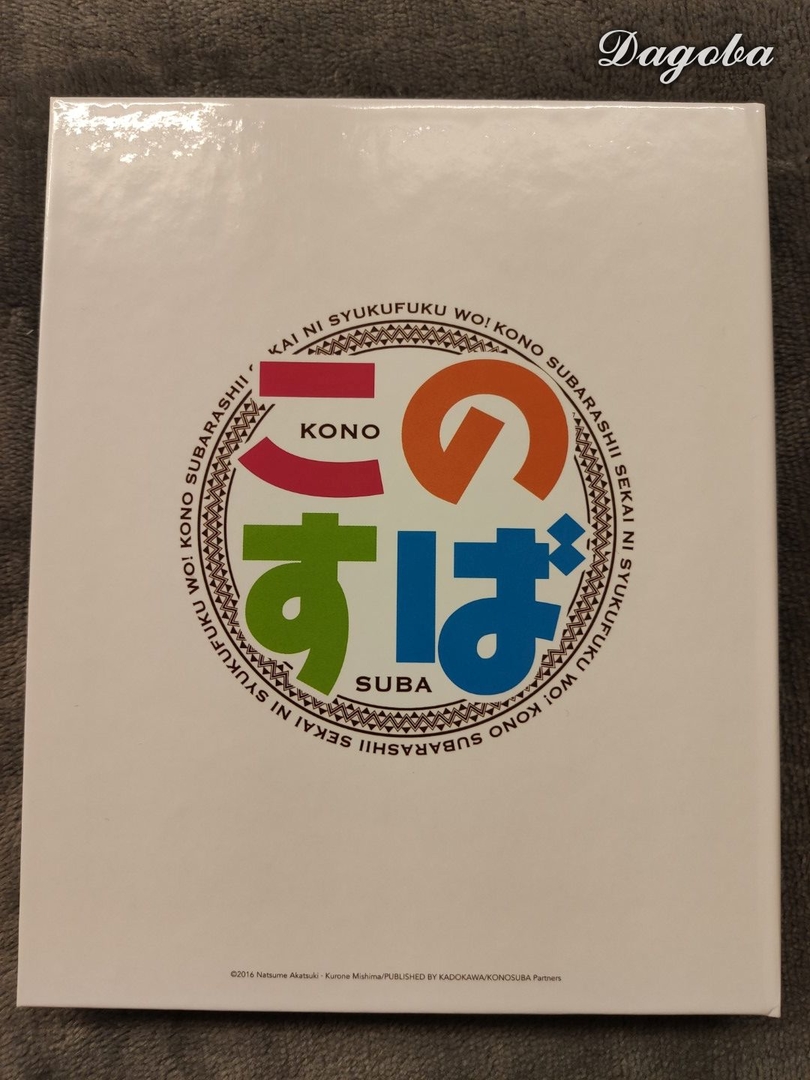 Dagoba
KONO SUBARASHII SEKAI NI SYUKUFUKU WO! KONO SUBARASHII SEKAI NI SYUKUFUKU WO! KONO SUBARASHII KAI NI SYUKUFUKU WO!
この
KONO
すば
SUBA
©2016 Natsume Akatsuki · Kurone Mishima/PUBLISHED BY KADOKAWA/KONOSUBA Partners